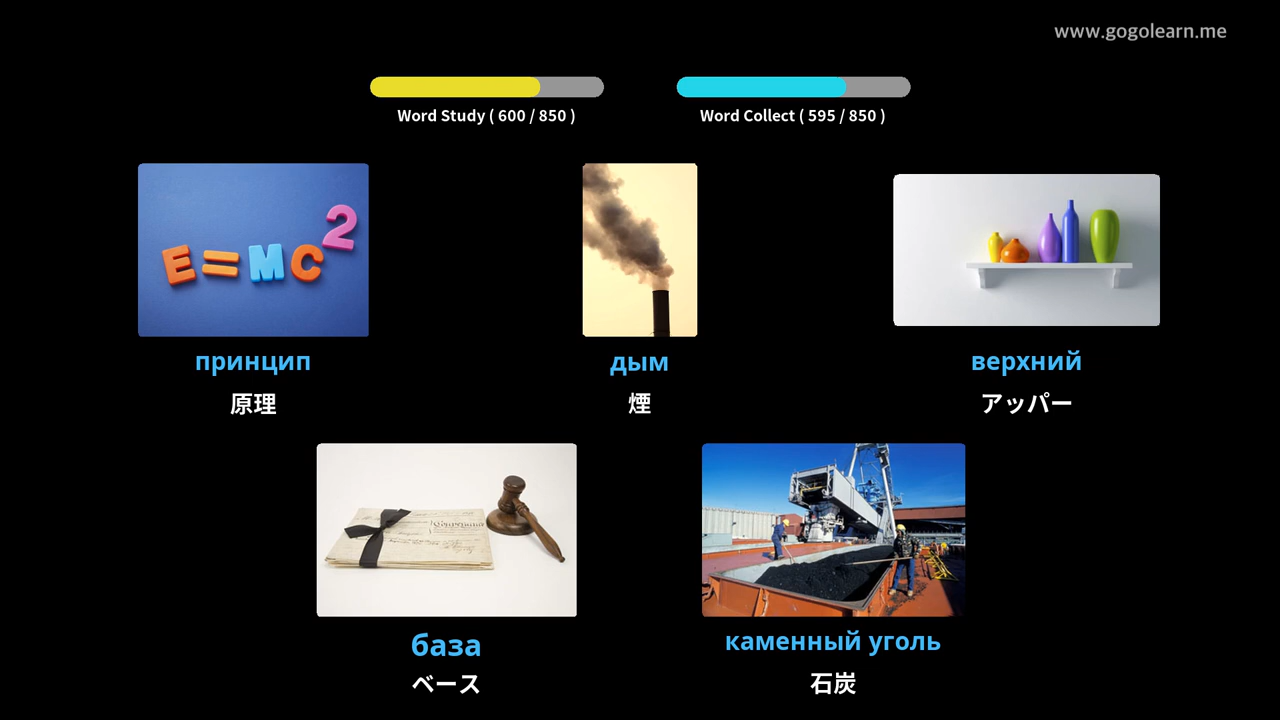 www.gogolearn.me
Word Study ( 600 / 850 )
Word Collect ( 595 / 850 )
E=MC2
принцип
原理
дым
煙
верхний
アッパー
база
ベース
каменный уголь
石炭